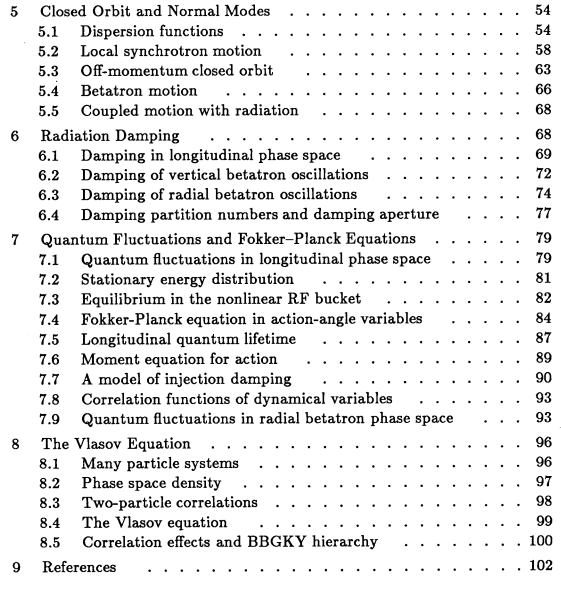 5 Closed Orbit and Normal Modes . . . . . . . . . . . . . . . . . 54
5.1 Dispersion functions . . . . . . . . . . . . . . . . . . . 54
5.2 Local synchrotron motion . . . . . . . . . . . . . . . . . 58
5.3 Off-momentum closed orbit . . . . . . . . . . . . . . . . 63
5.4 Betatron motion . . . . . . . . . . . . . . . . . . . . . 66
5.5 Coupled motion with radiation . . . . . . . . . . . . . . 68
6 Radiation Damping . . . . . . . . . . . . . . . . . . . . . . 68
6.1 Damping in longitudinal phase space . . . . . . . . . . 69
6.2 Damping of vertical betatron oscillations . . . . . . . . . 72
6.3 Damping of radial betatron oscillations . . . . . . . . . 74
6.4 Damping partition numbers and damping aperture . . . . 77
7 Quantum Fluctuations and Fokker–Planck Equations . . . . . . 79
7.1 Quantum fluctuations in longitudinal phase space . . . . . 79
7.2 Stationary energy distribution . . . . . . . . . . . . . . 81
7.3 Equilibrium in the nonlinear RF bucket . . . . . . . . . 82
7.4 Fokker-Planck equation in action-angle variables . . . . . 84
7.5 Longitudinal quantum lifetime . . . . . . . . . . . . . 87
7.6 Moment equation for action . . . . . . . . . . . . . . 89
7.7 A model of injection damping . . . . . . . . . . . . . 90
7.8 Correlation functions of dynamical variables . . . . . . . 93
7.9 Quantum fluctuations in radial betatron phase space . . . 93
8 The Vlasov Equation . . . . . . . . . . . . . . . . . . . . 96
8.1 Many particle systems . . . . . . . . . . . . . . . . . 96
8.2 Phase space density . . . . . . . . . . . . . . . . . . 97
8.3 Two-particle correlations . . . . . . . . . . . . . . . . 98
8.4 The Vlasov equation . . . . . . . . . . . . . . . . . 99
8.5 Correlation effects and BBGKY hierarchy . . . . . . . . 100
9 References . . . . . . . . . . . . . . . . . . . . . . . 102